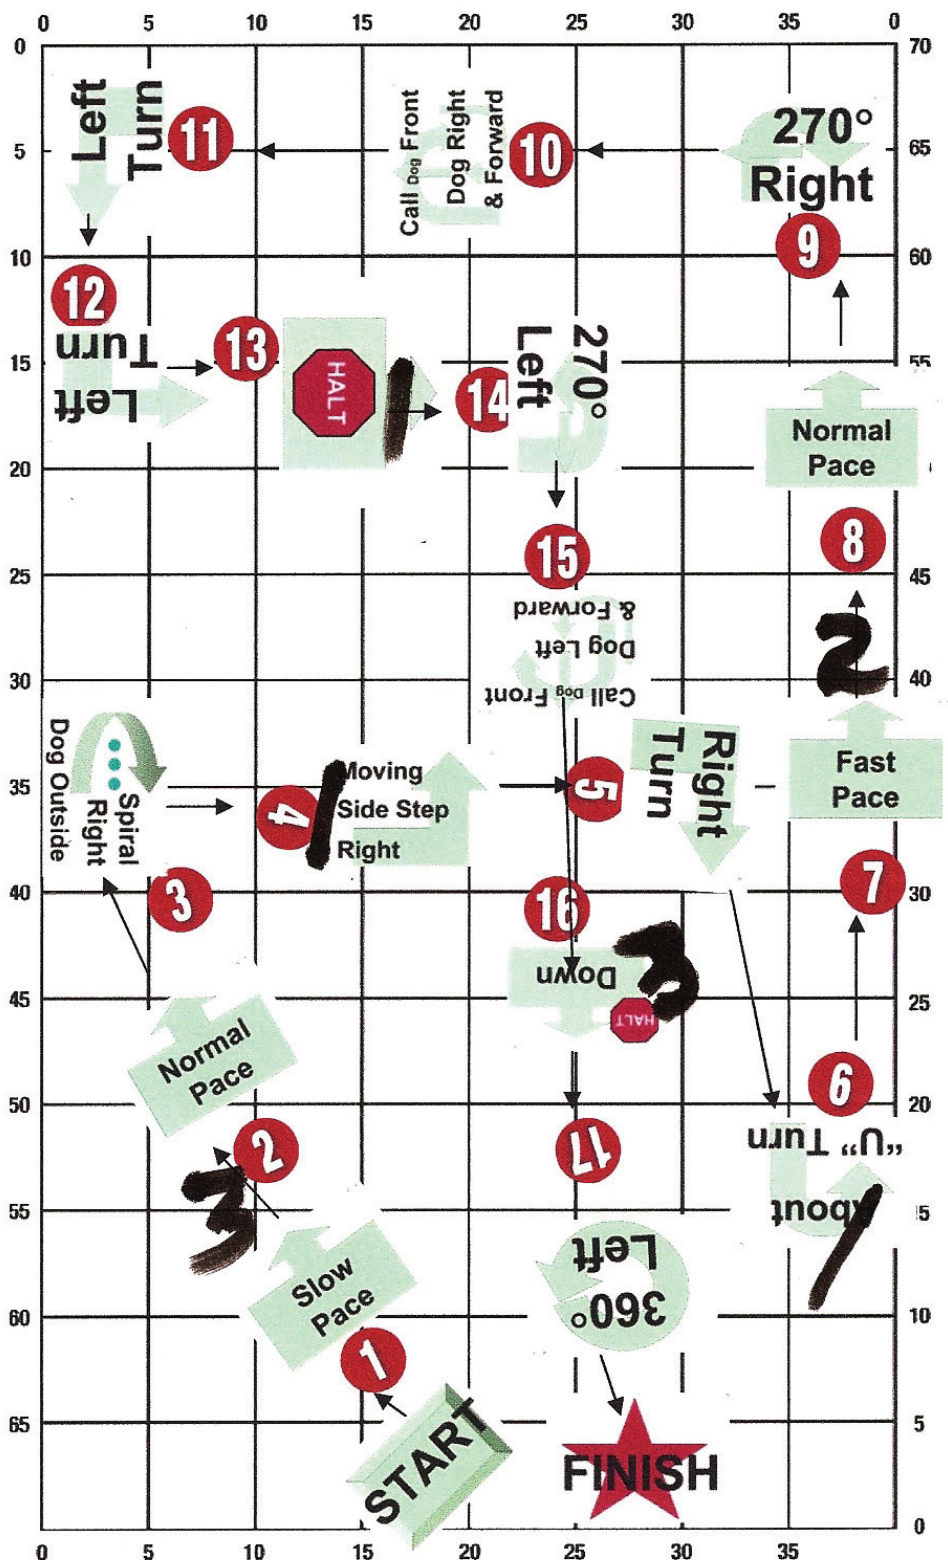 0 5 10 15 20 25 30 35 0
0 70
5 65
10 60
15 55
20
25 45
30 40
35
40 30
45 25
50 20
55 5
60 10
65 5
0
0 5 10 15 20 25 30 35
START
1
Slow
Pace
3
2
Normal
Pace
3
Spiral
Right
Dog Outside
4
Moving
Side Step
Right
5
Right
Turn
6
About
"U" Turn
7
Fast
Pace
2
8
Normal
Pace
9
270°
Right
10
Call Dog Front
Dog Right
& Forward
11
Left
Turn
12
Left
Turn
13
HALT
14
270°
Left
15
Call Dog Front
Dog Left
& Forward
16
HALT
Down
17
360°
Left
FINISH